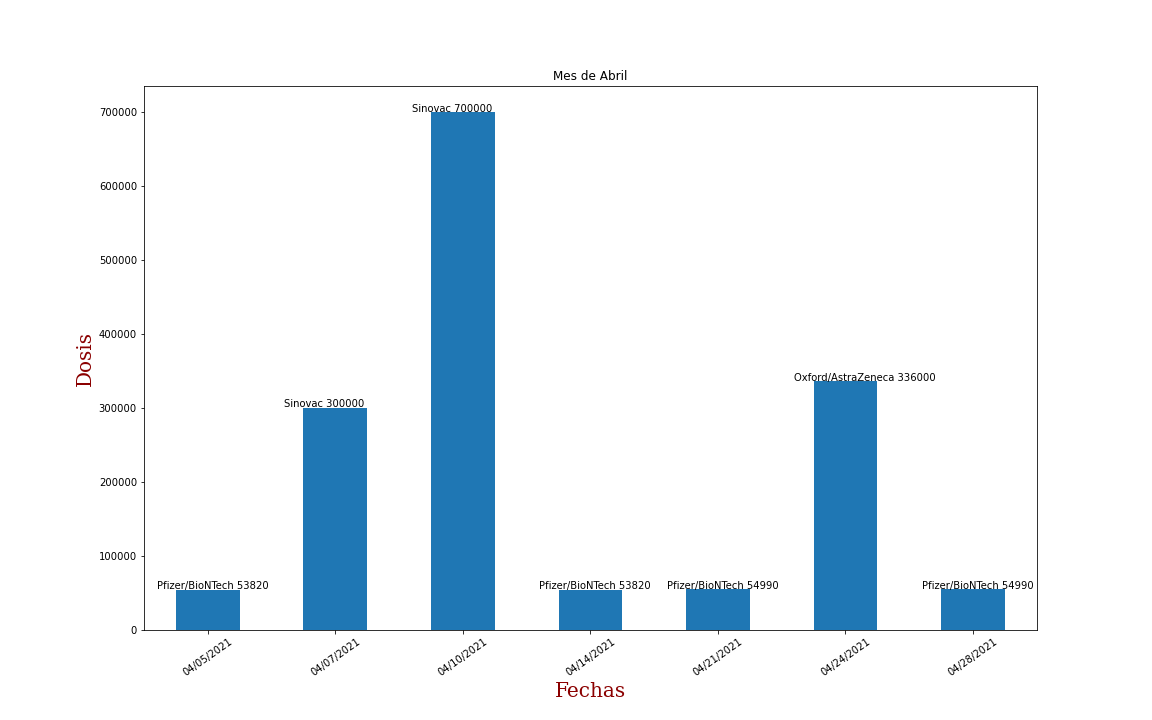 Mes de Abril
Dosis
700000
600000
500000
400000
300000
200000
100000
0
Pfizer/BioNTech 53820
Sinovac 300000
Sinovac 700000
Pfizer/BioNTech 53820
Pfizer/BioNTech 54990
Oxford/AstraZeneca 336000
Pfizer/BioNTech 54990
04/05/2021
04/07/2021
04/10/2021
04/14/2021
04/21/2021
04/24/2021
04/28/2021
Fechas